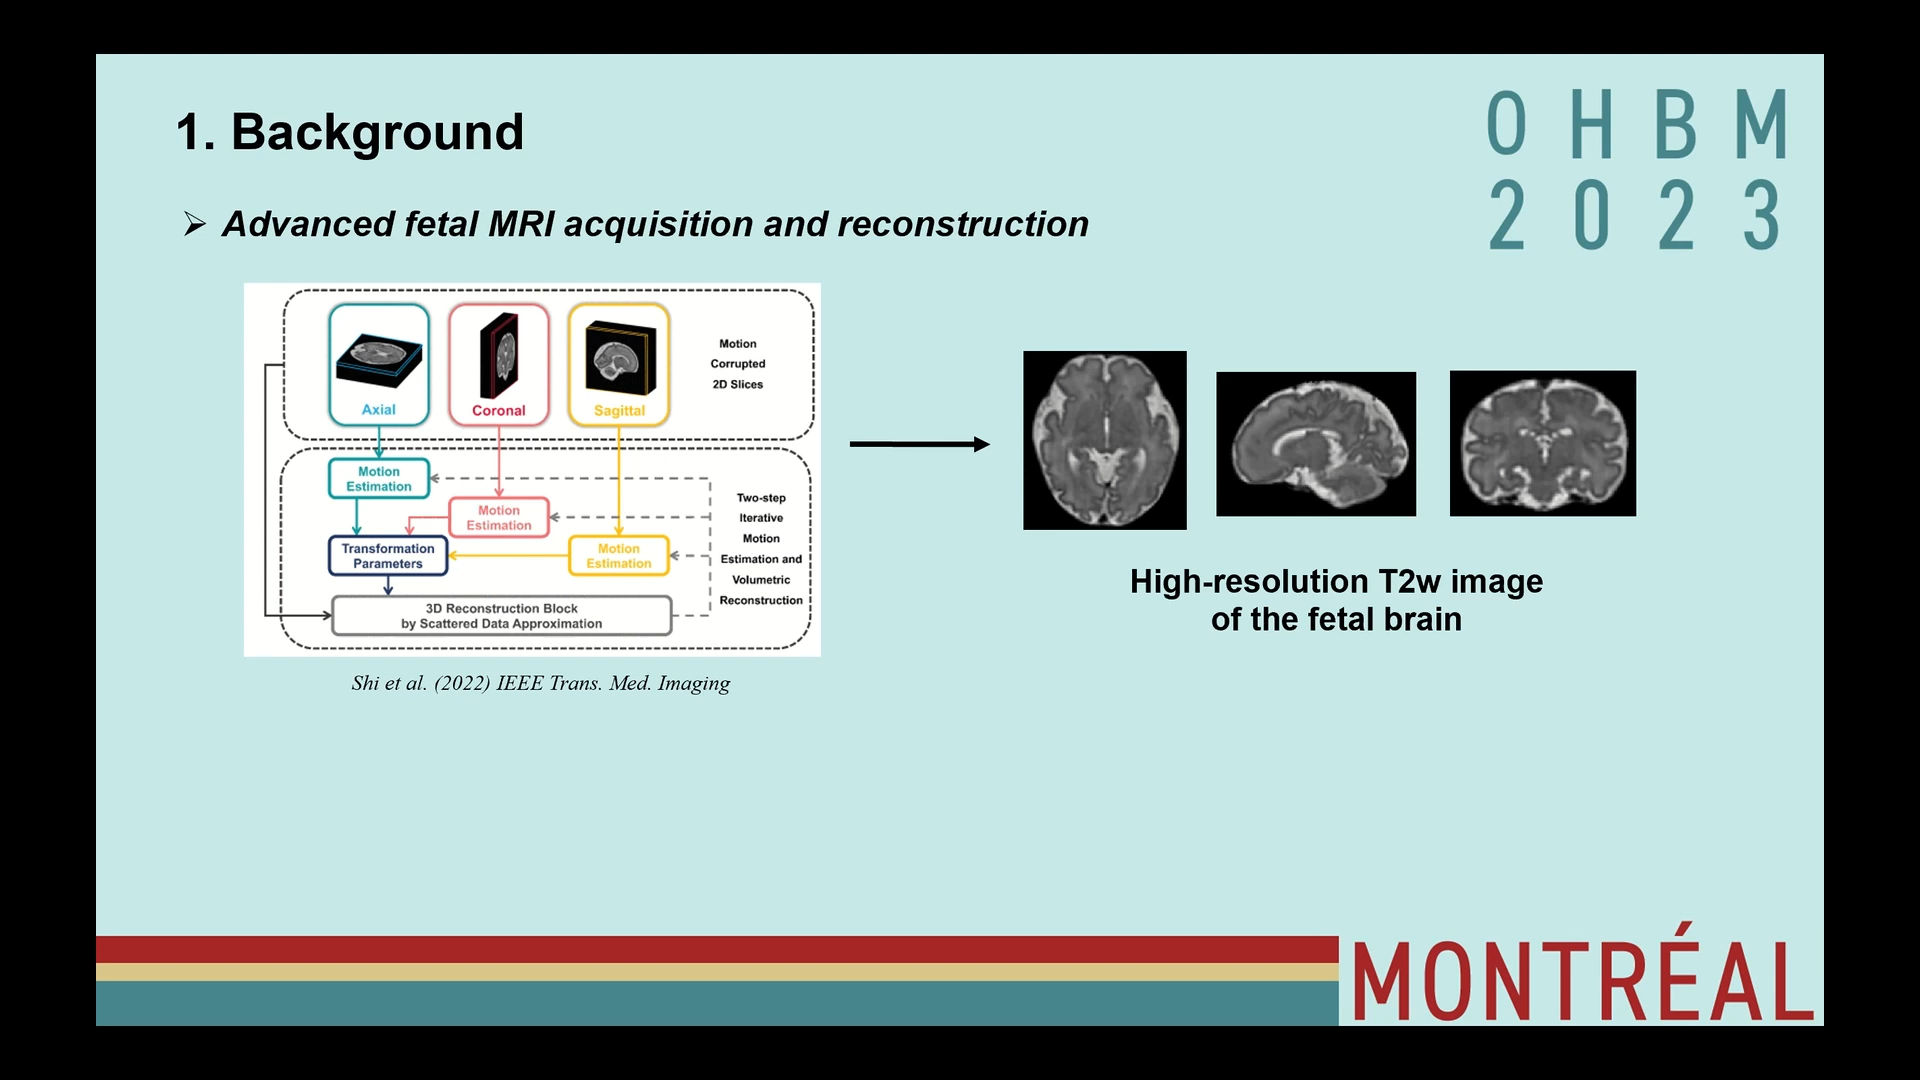 1. Background
O H B M
2 0 2 3
➢ Advanced fetal MRI acquisition and reconstruction
Axial
Coronal
Sagittal
Motion
Corrupted
2D Slices
Motion
Estimation
Motion
Estimation
Transformation
Parameters
Motion
Estimation
Two-step
Iterative
Motion
Estimation and
Volumetric
Reconstruction
3D Reconstruction Block
by Scattered Data Approximation
Shi et al. (2022) IEEE Trans. Med. Imaging
High-resolution T2w image
of the fetal brain
MONTRÉAL